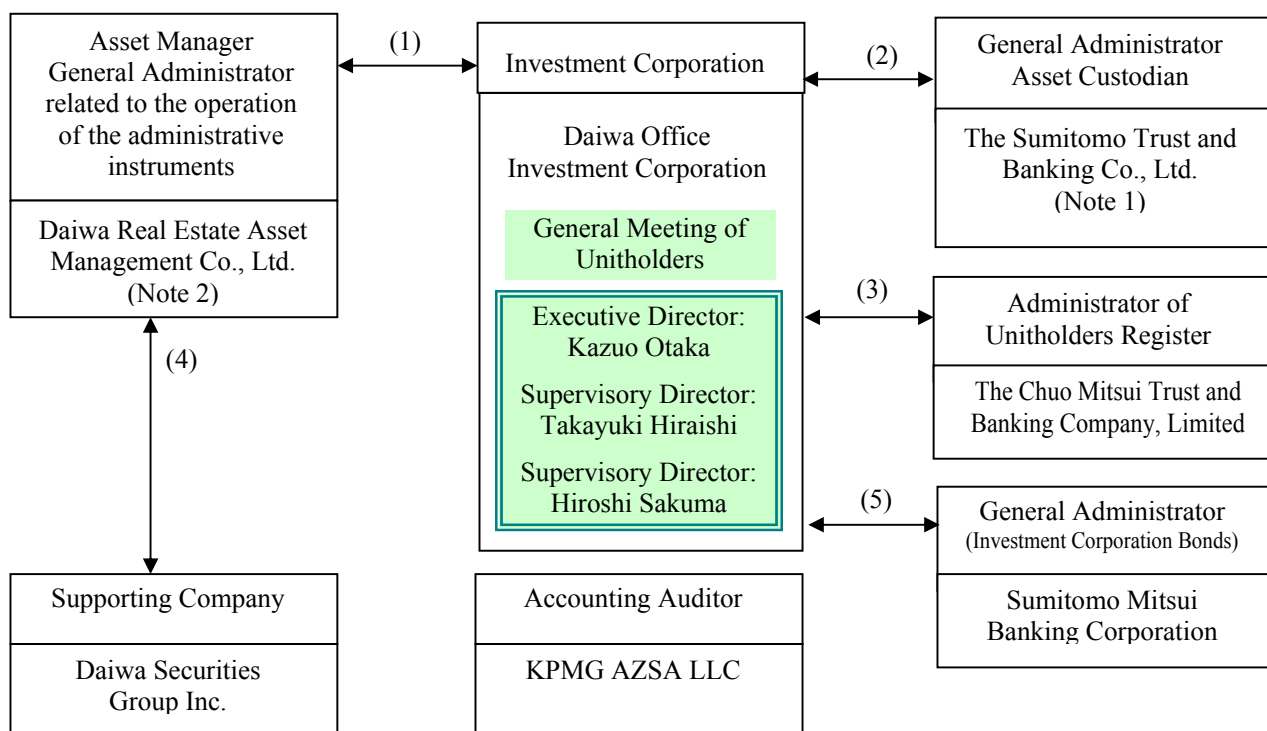 Asset Manager
General Administrator
related to the operation
of the administrative
instruments
Daiwa Real Estate Asset
Management Co., Ltd.
(Note 2)
(1)
Investment Corporation
Daiwa Office
Investment Corporation
General Meeting of
Unitholders
Executive Director:
Kazuo Otaka
Supervisory Director:
Takayuki Hiraishi
Supervisory Director:
Hiroshi Sakuma
(2)
General Administrator
Asset Custodian
The Sumitomo Trust and
Banking Co., Ltd.
(Note 1)
(3)
Administrator of
Unitholders Register
The Chuo Mitsui Trust and
Banking Company, Limited
(4)
(5)
General Administrator
(Investment Corporation Bonds)
Sumitomo Mitsui
Banking Corporation
Supporting Company
Daiwa Securities
Group Inc.
Accounting Auditor
KPMG AZSA LLC